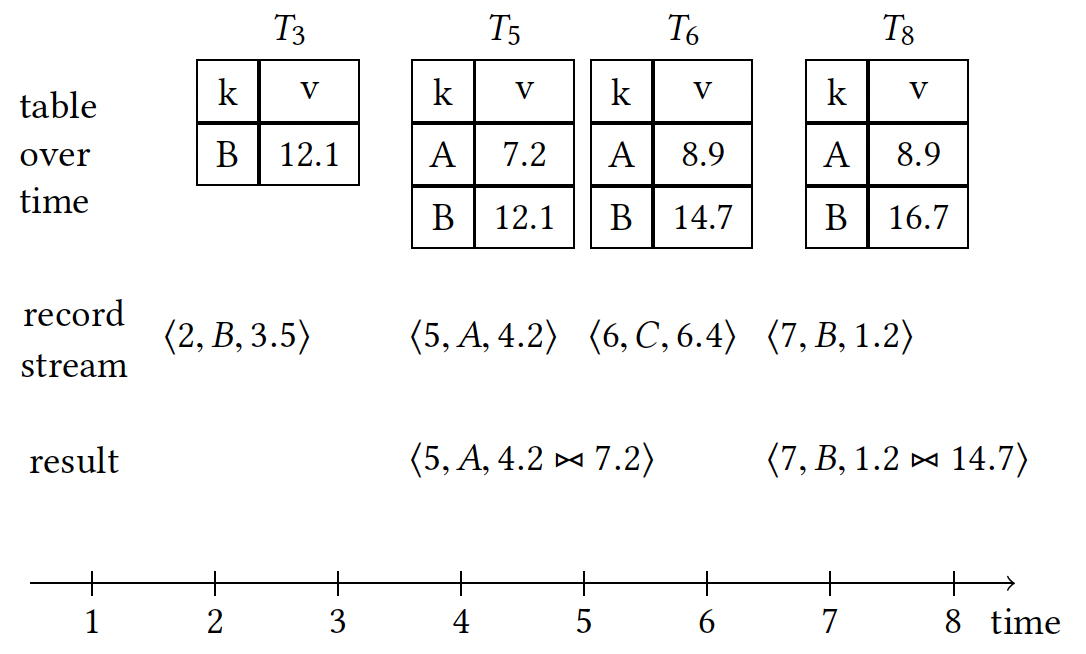 T₃ T₅ T₆ T₈
table over time
k v k v k v k v
B 12.1 A 7.2 A 8.9 A 8.9
B 12.1 B 14.7 B 16.7
record stream
⟨2, B, 3.5⟩ ⟨5, A, 4.2⟩ ⟨6, C, 6.4⟩ ⟨7, B, 1.2⟩
result ⟨5, A, 4.2 ⋈ 7.2⟩ ⟨7, B, 1.2 ⋈ 14.7⟩
1 2 3 4 5 6 7 8 time